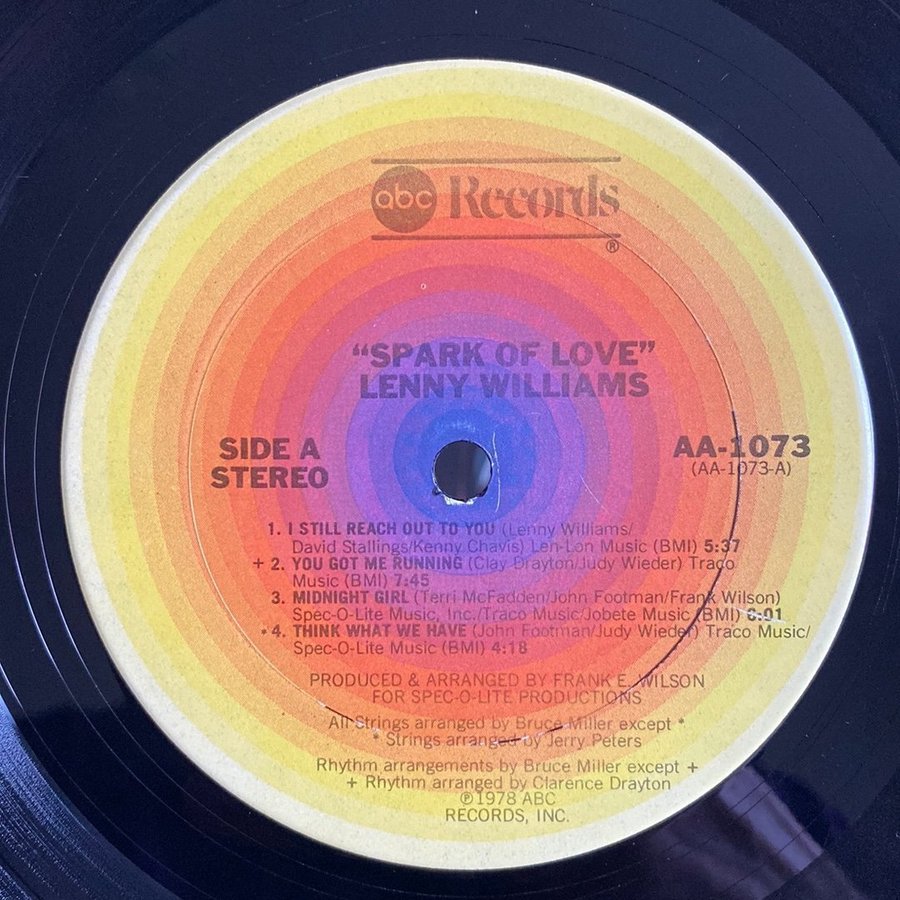 abc Records
®
"SPARK OF LOVE"
LENNY WILLIAMS
SIDE A
STEREO
AA-1073
(AA-1073-A)
1. I STILL REACH OUT TO YOU (Lenny Williams/
David Stallings/Kenny Chavis) Len-Lon Music (BMI) 5:37
+ 2. YOU GOT ME RUNNING (Clay Drayton/Judy Wieder) Traco
Music (BMI) 7:45
3. MIDNIGHT GIRL (Terri McFadden/John Footman/Frank Wilson)
Spec-O-Lite Music, Inc./Traco Music/Jobete Music (BMI) 6:01
* 4. THINK WHAT WE HAVE (John Footman/Judy Wieder) Traco Music/
Spec-O-Lite Music (BMI) 4:18
PRODUCED & ARRANGED BY FRANK E. WILSON
FOR SPEC-O-LITE PRODUCTIONS
All Strings arranged by Bruce Miller except *
* Strings arranged by Jerry Peters
Rhythm arrangements by Bruce Miller except +
+ Rhythm arranged by Clarence Drayton
℗1978 ABC
RECORDS, INC.